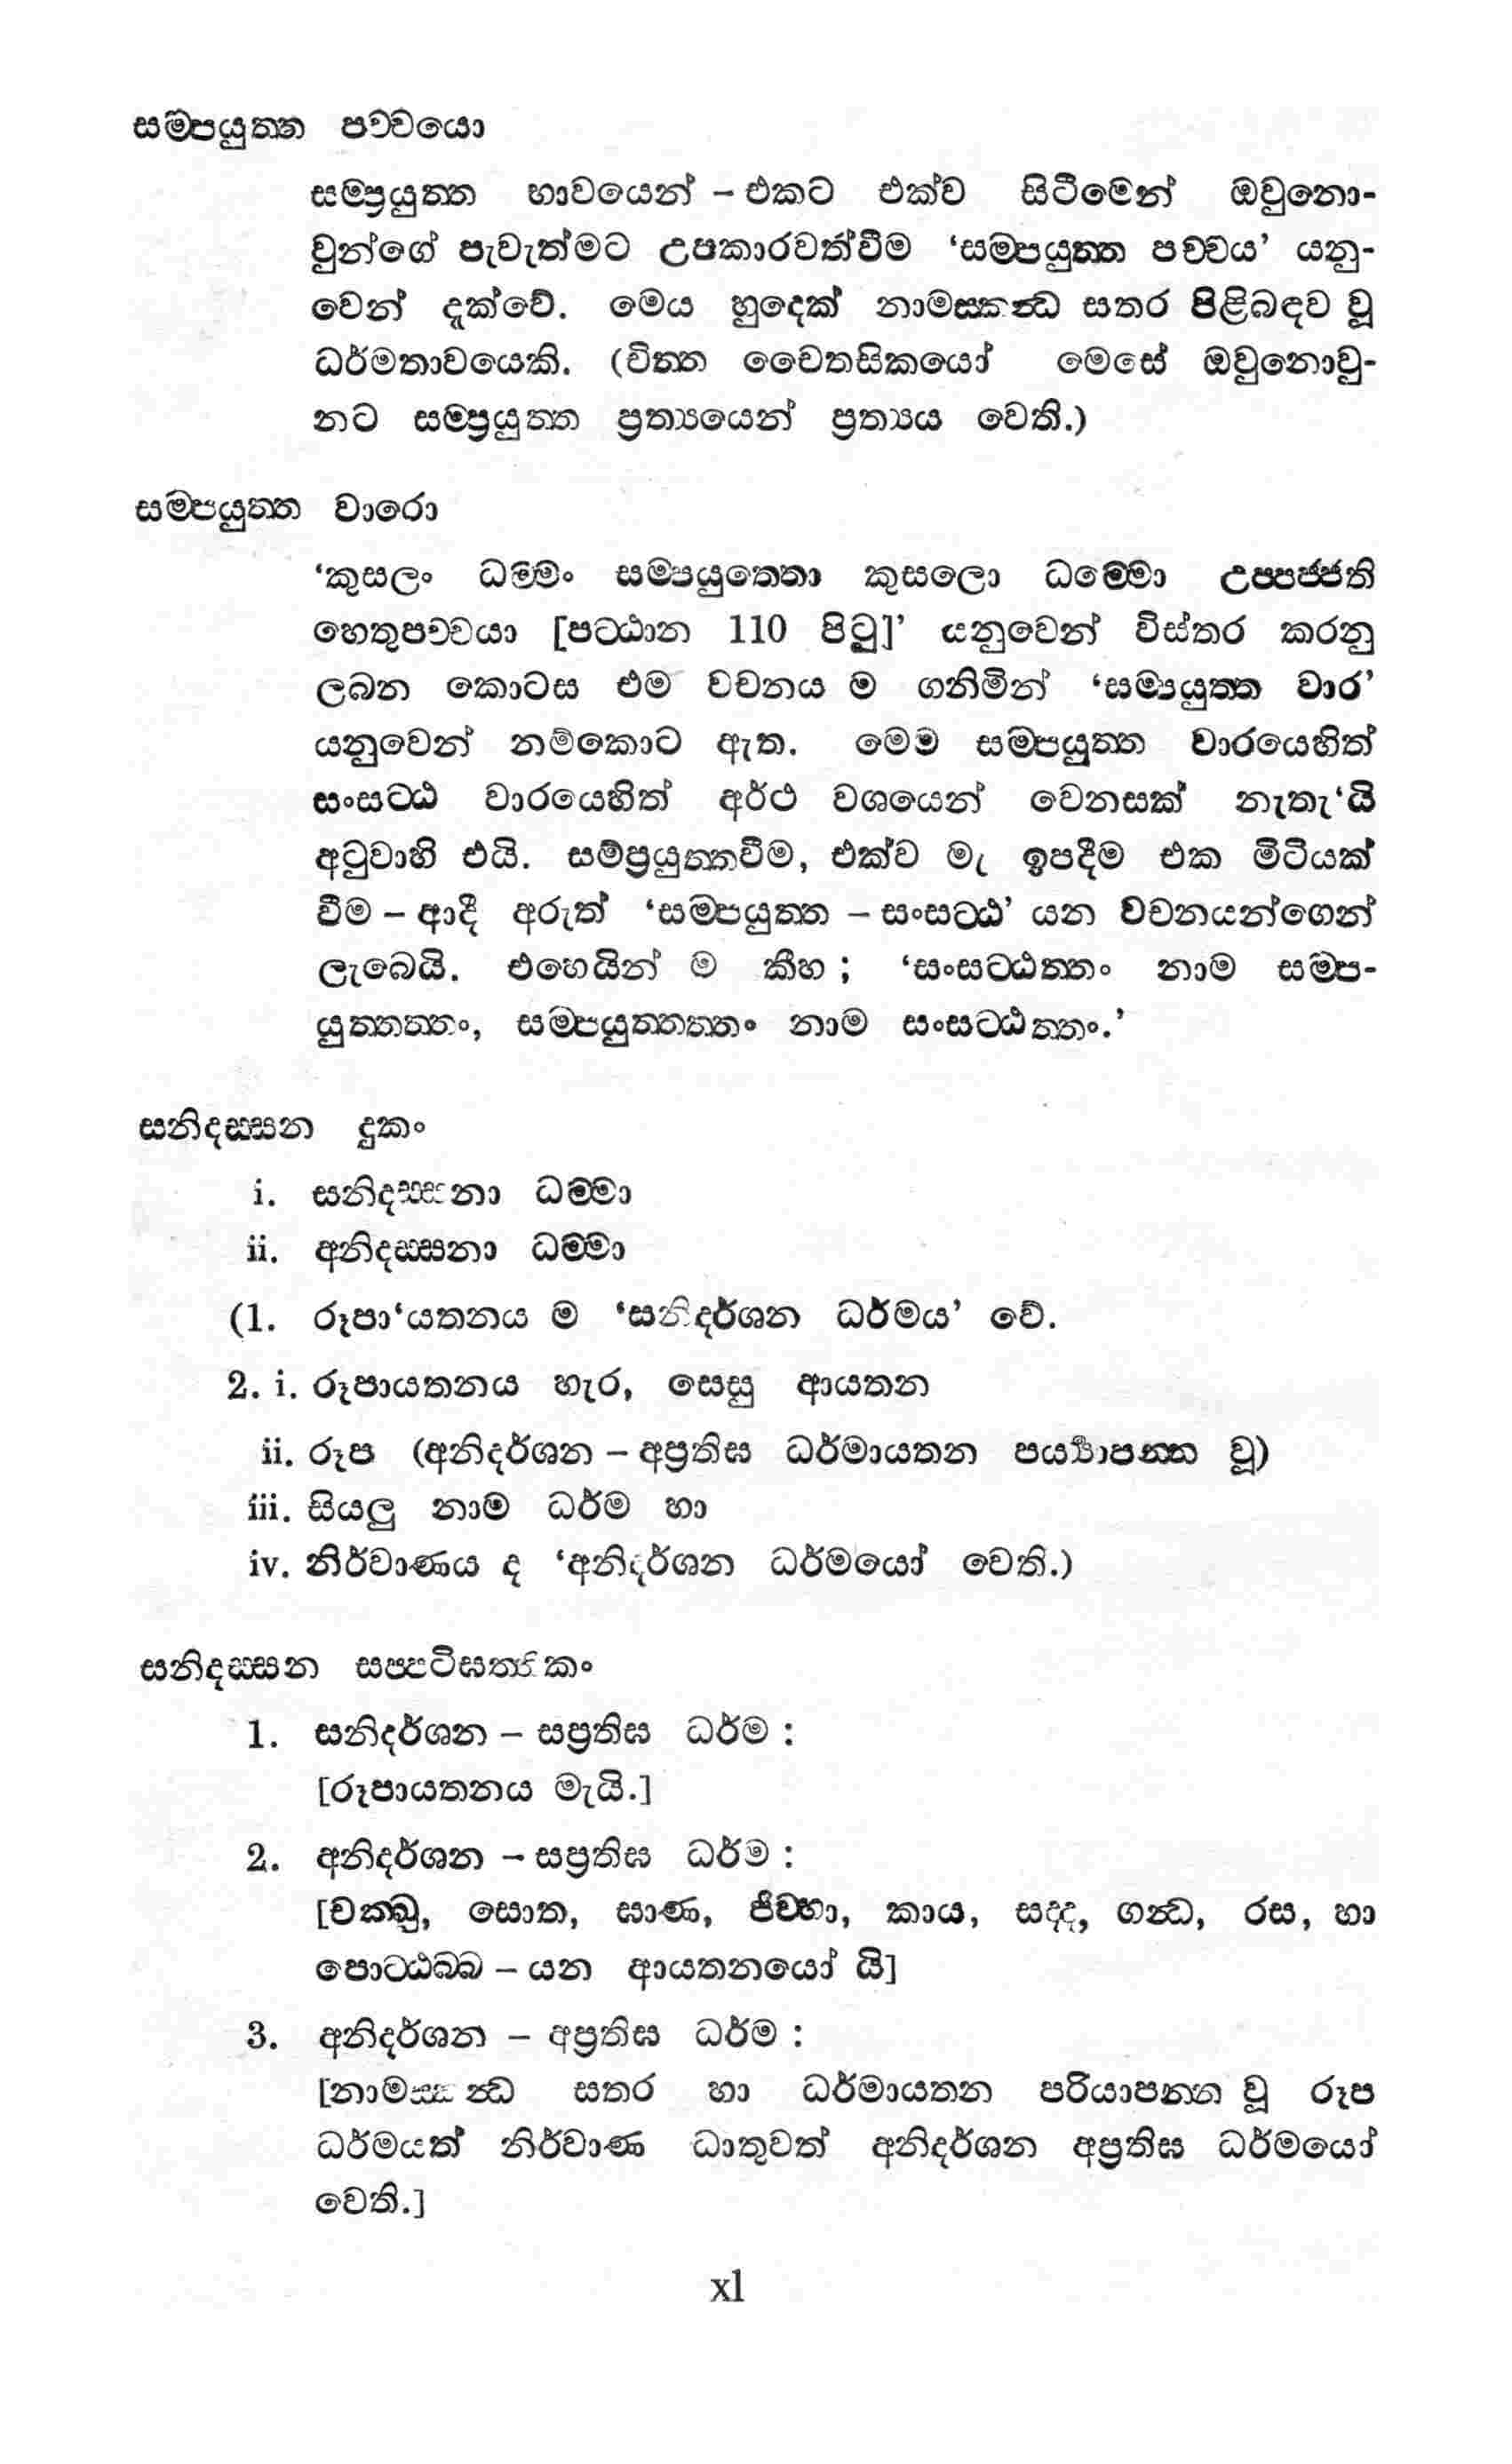 සම්පයුත්ත පච්චයො
සම්ප්‍රයුත්ත භාවයෙන් – එකට එක්ව සිටීමෙන් ඔවුනො-
වුන්ගේ පැවැත්මට උපකාරවත්වීම ‘සම්පයුත්ත පච්චය’ යනු-
වෙන් දැක්වේ. මෙය හුදෙක් නාමස්කන්ධ සතර පිළිබඳව වූ
ධර්මතාවයෙකි. (චිත්ත චෛතසිකයෝ මෙසේ ඔවුනොවු-
නට සම්ප්‍රයුත්ත ප්‍රත්‍යයෙන් ප්‍රත්‍යය වෙති.)
සම්පයුත්ත වාරො
‘කුසලං ධම්මං සම්පයුත්තො කුසලො ධම්මො උප්පජ්ජති
හෙතුපච්චයා [පට්ඨාන 110 පිටු]’ යනුවෙන් විස්තර කරනු
ලබන කොටස එම වචනය ම ගනිමින් ‘සම්පයුත්ත වාර’
යනුවෙන් නම්කොට ඇත. මෙම සම්පයුත්ත වාරයෙහිත්
සංසට්ඨ වාරයෙහිත් අර්ථ වශයෙන් වෙනසක් නැතැ‘යි
අටුවාහි එයි. සම්ප්‍රයුක්තවීම, එක්ව මැ ඉපදීම එක මිටියක්
වීම – ආදී අරුත් ‘සම්පයුත්ත – සංසට්ඨ’ යන වචනයන්ගෙන්
ලැබෙයි. එහෙයින් ම කීහ ; ‘සංසට්ඨත්තං නාම සම්ප-
යුත්තත්තං, සම්පයුත්තත්තං නාම සංසට්ඨත්තං.’
සනිදස්සන දුකං
i. සනිදස්සනා ධම්මා
ii. අනිදස්සනා ධම්මා
(1. රූපා‘යතනය ම ‘සනිදර්ශන ධර්මය’ වේ.
2. i. රූපායතනය හැර, සෙසු ආයතන
ii. රූප (අනිදර්ශන – අප්‍රතිඝ ධර්මායතන පර්‍ය්‍යාපන්න වූ)
iii. සියලු නාම ධර්ම හා
iv. නිර්වාණය ද ‘අනිදර්ශන ධර්මයෝ වෙති.)
සනිදස්සන සප්පටිඝත්තිකං
1. සනිදර්ශන – සප්‍රතිඝ ධර්ම :
[රූපායතනය මැයි.]
2. අනිදර්ශන – සප්‍රතිඝ ධර්ම :
[චක්ඛු, සොත, ඝාණ, ජිව්හා, කාය, සද්ද, ගන්ධ, රස, හා
පොට්ඨබ්බ – යන ආයතනයෝ යි]
3. අනිදර්ශන – අප්‍රතිඝ ධර්ම :
[නාමස්කන්ධ සතර හා ධර්මායතන පරියාපන්න වූ රූප
ධර්මයත් නිර්වාණ ධාතුවත් අනිදර්ශන අප්‍රතිඝ ධර්මයෝ
වෙති.]
xl